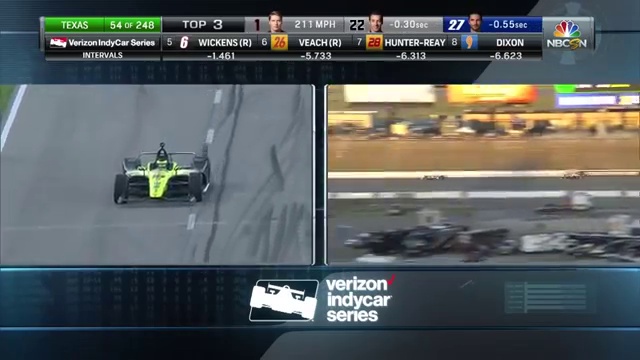 TEXAS 54 OF 248 TOP 3 1 211 MPH 22 -0.30sec 27 -0.55sec NBCSN
Verizon IndyCar Series 5 6 WICKENS (R) 6 26 VEACH (R) 7 28 HUNTER-REAY 8 9 DIXON
INTERVALS -1.461 -5.733 -6.313 -6.623
verizon
indycar
series